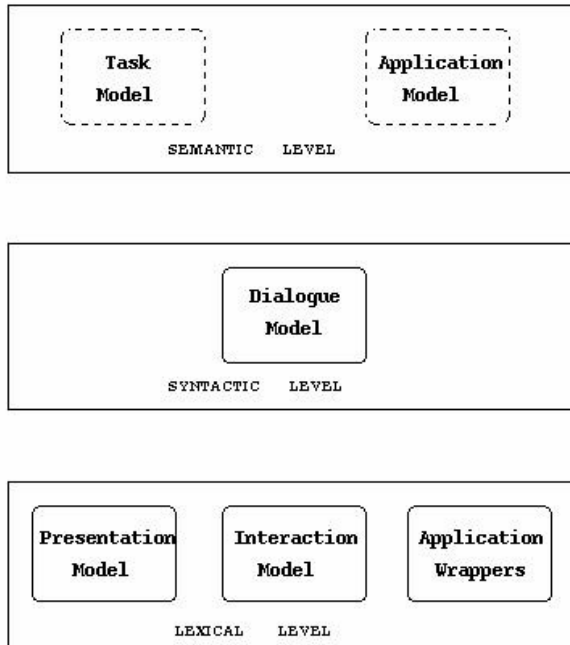 Task
Model
Application
Model
SEMANTIC LEVEL
Dialogue
Model
SYNTACTIC LEVEL
Presentation
Model
Interaction
Model
Application
Wrappers
LEXICAL LEVEL